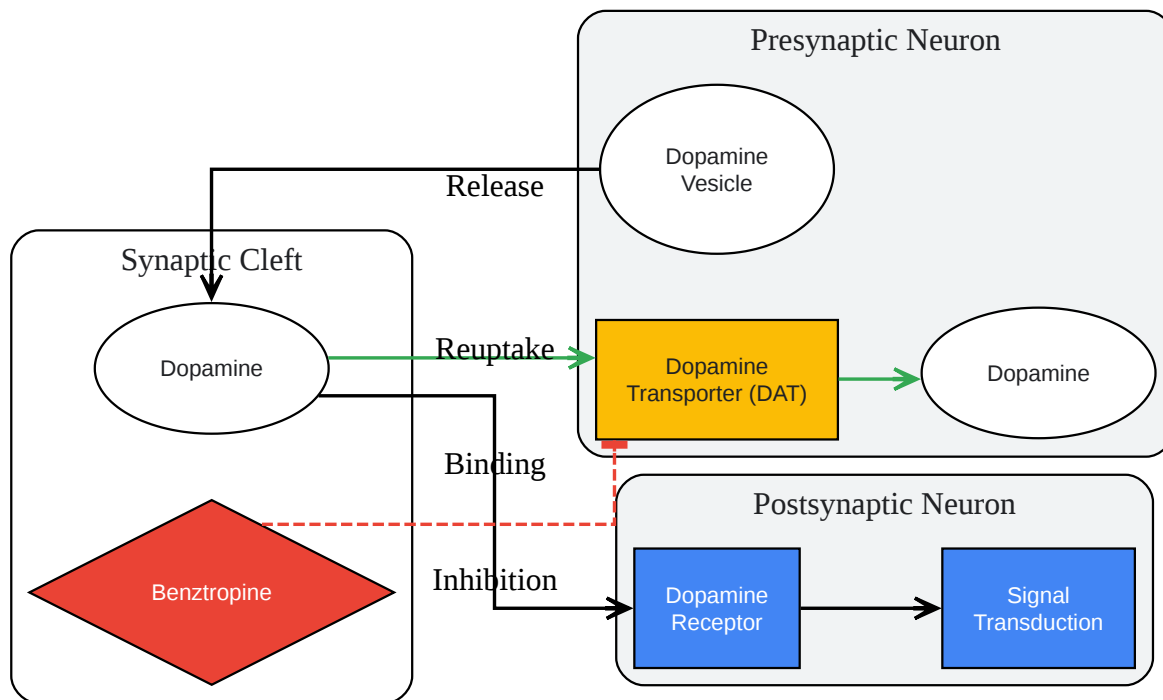 Presynaptic Neuron
Dopamine
Vesicle
Release
Synaptic Cleft
Dopamine
Reuptake
Dopamine
Transporter (DAT)
Dopamine
Binding
Postsynaptic Neuron
Benztropine
Inhibition
Dopamine
Receptor
Signal
Transduction